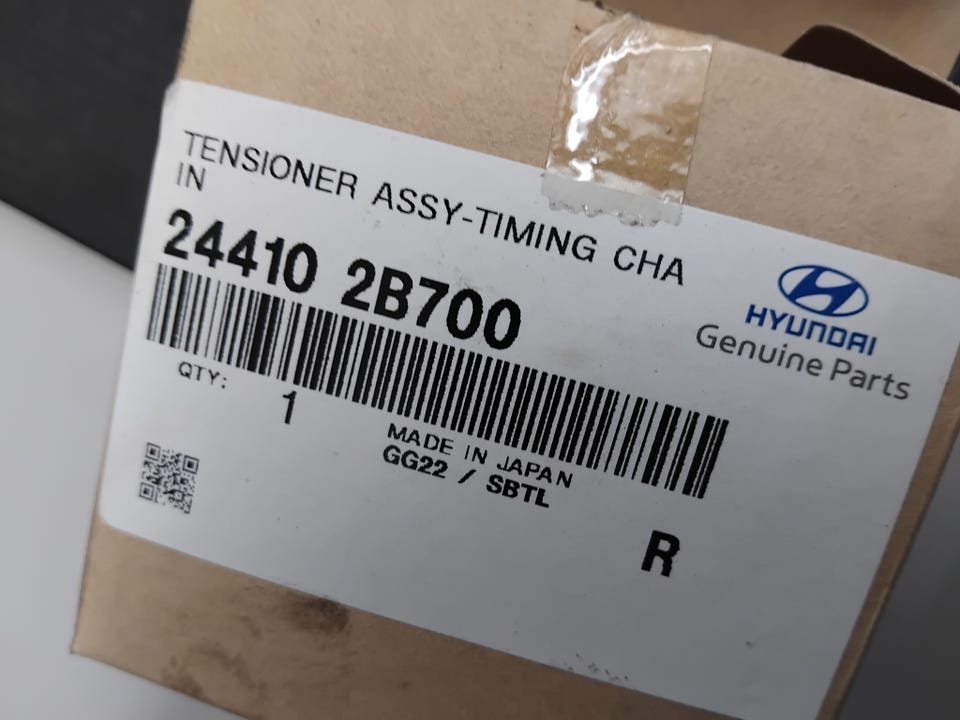 TENSIONER ASSY-TIMING CHA
IN
24410 2B700
HYUNDAI
Genuine Parts
QTY: 1
MADE IN JAPAN
GG22 / SBTL
R